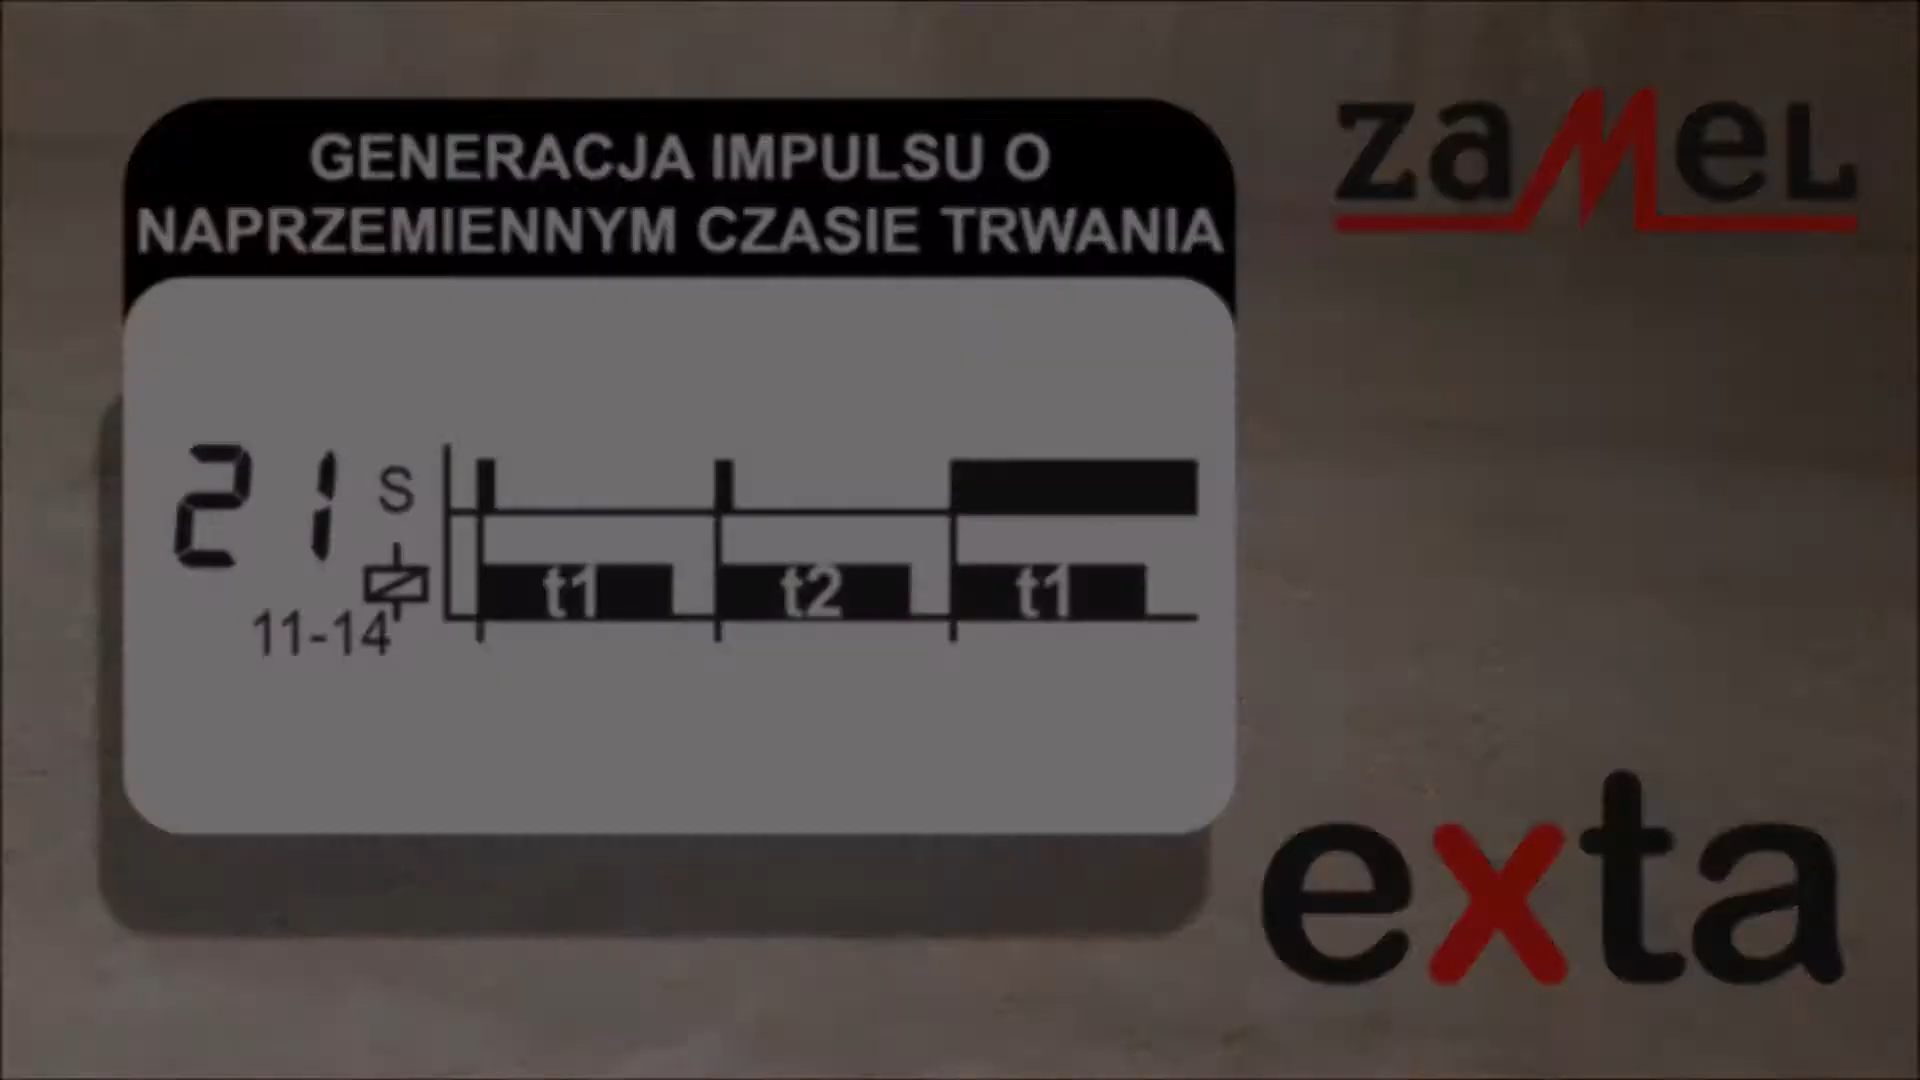 GENERACJA IMPULSU O
NAPRZEMIENNYM CZASIE TRWANIA
zaMeL
21 S
11-14
t1 t2 t1
exta